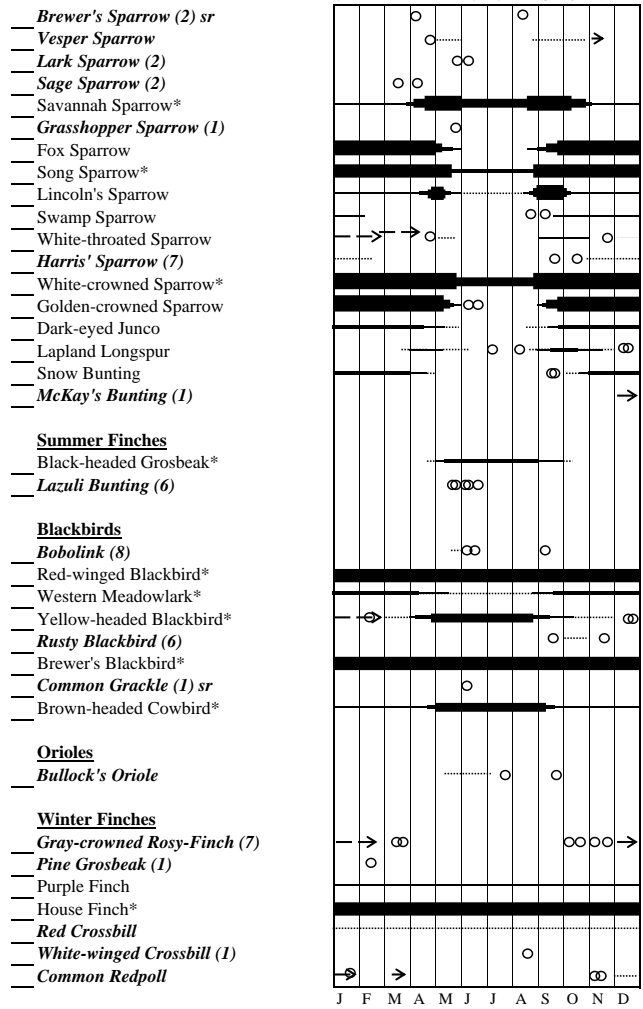 Brewer's Sparrow (2) sr
Vesper Sparrow
Lark Sparrow (2)
Sage Sparrow (2)
Savannah Sparrow*
Grasshopper Sparrow (1)
Fox Sparrow
Song Sparrow*
Lincoln's Sparrow
Swamp Sparrow
White-throated Sparrow
Harris' Sparrow (7)
White-crowned Sparrow*
Golden-crowned Sparrow
Dark-eyed Junco
Lapland Longspur
Snow Bunting
McKay's Bunting (1)
Summer Finches
Black-headed Grosbeak*
Lazuli Bunting (6)
Blackbirds
Bobolink (8)
Red-winged Blackbird*
Western Meadowlark*
Yellow-headed Blackbird*
Rusty Blackbird (6)
Brewer's Blackbird*
Common Grackle (1) sr
Brown-headed Cowbird*
Orioles
Bullock's Oriole
Winter Finches
Gray-crowned Rosy-Finch (7)
Pine Grosbeak (1)
Purple Finch
House Finch*
Red Crossbill
White-winged Crossbill (1)
Common Redpoll
J F M A M J J A S O N D